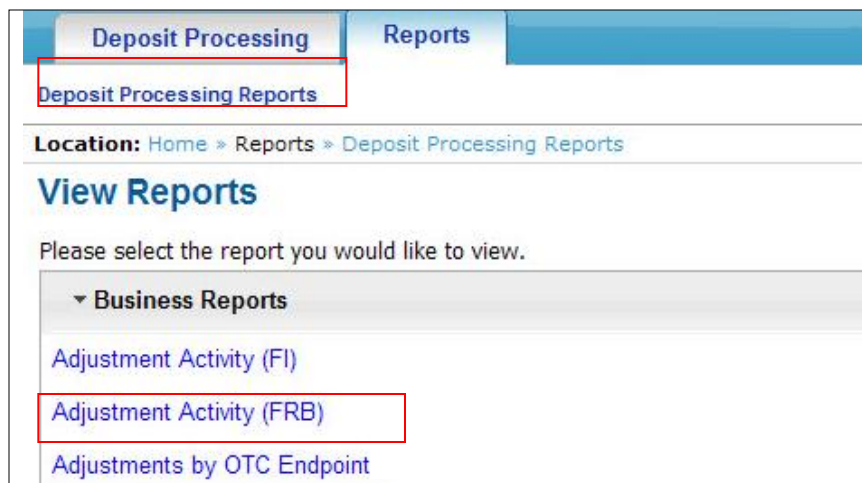 Deposit Processing Reports
Deposit Processing Reports
Location: Home » Reports » Deposit Processing Reports
View Reports
Please select the report you would like to view.
Business Reports
Adjustment Activity (FI)
Adjustment Activity (FRB)
Adjustments by OTC Endpoint